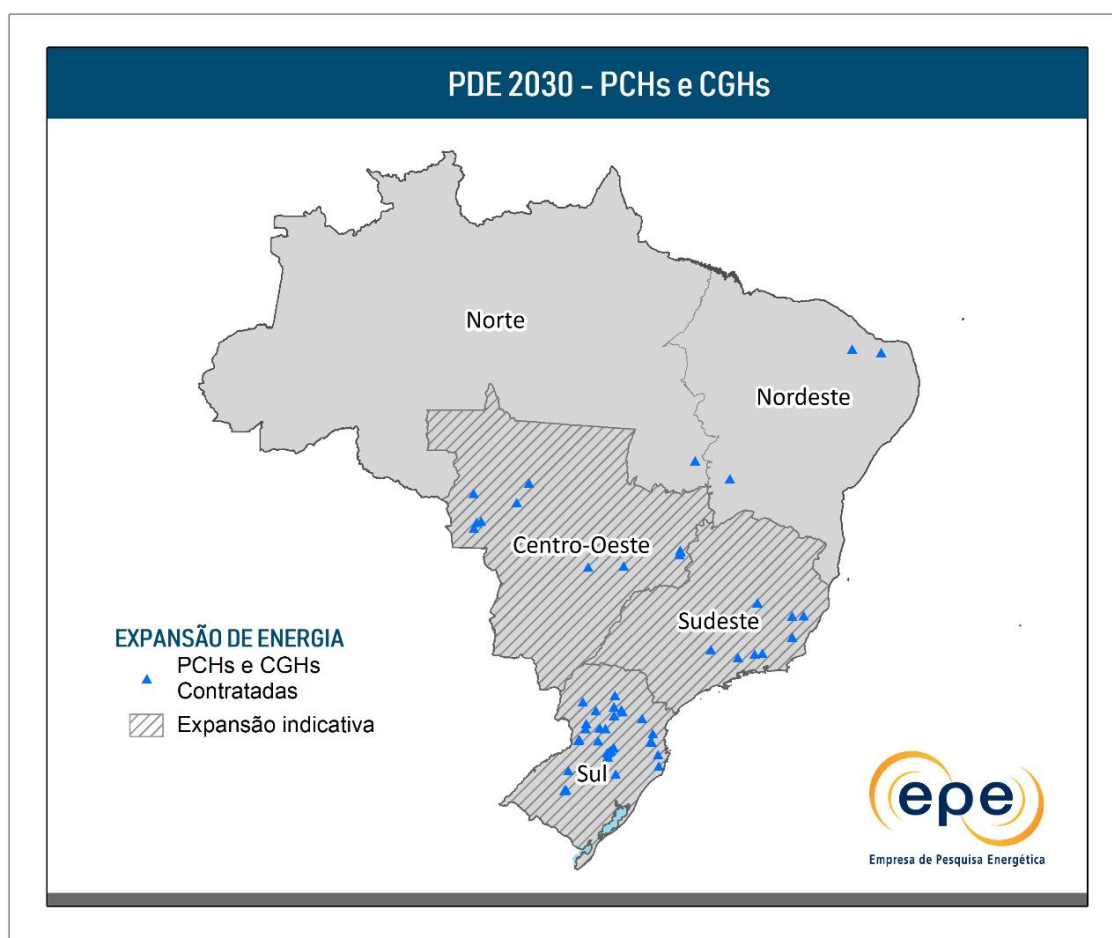 PDE 2030 - PCHs e CGHs
Norte
Nordeste
Centro-Oeste
Sudeste
Sul
EXPANSÃO DE ENERGIA
PCHs e CGHs
Contratadas
Expansão indicativa
epe
Empresa de Pesquisa Energética